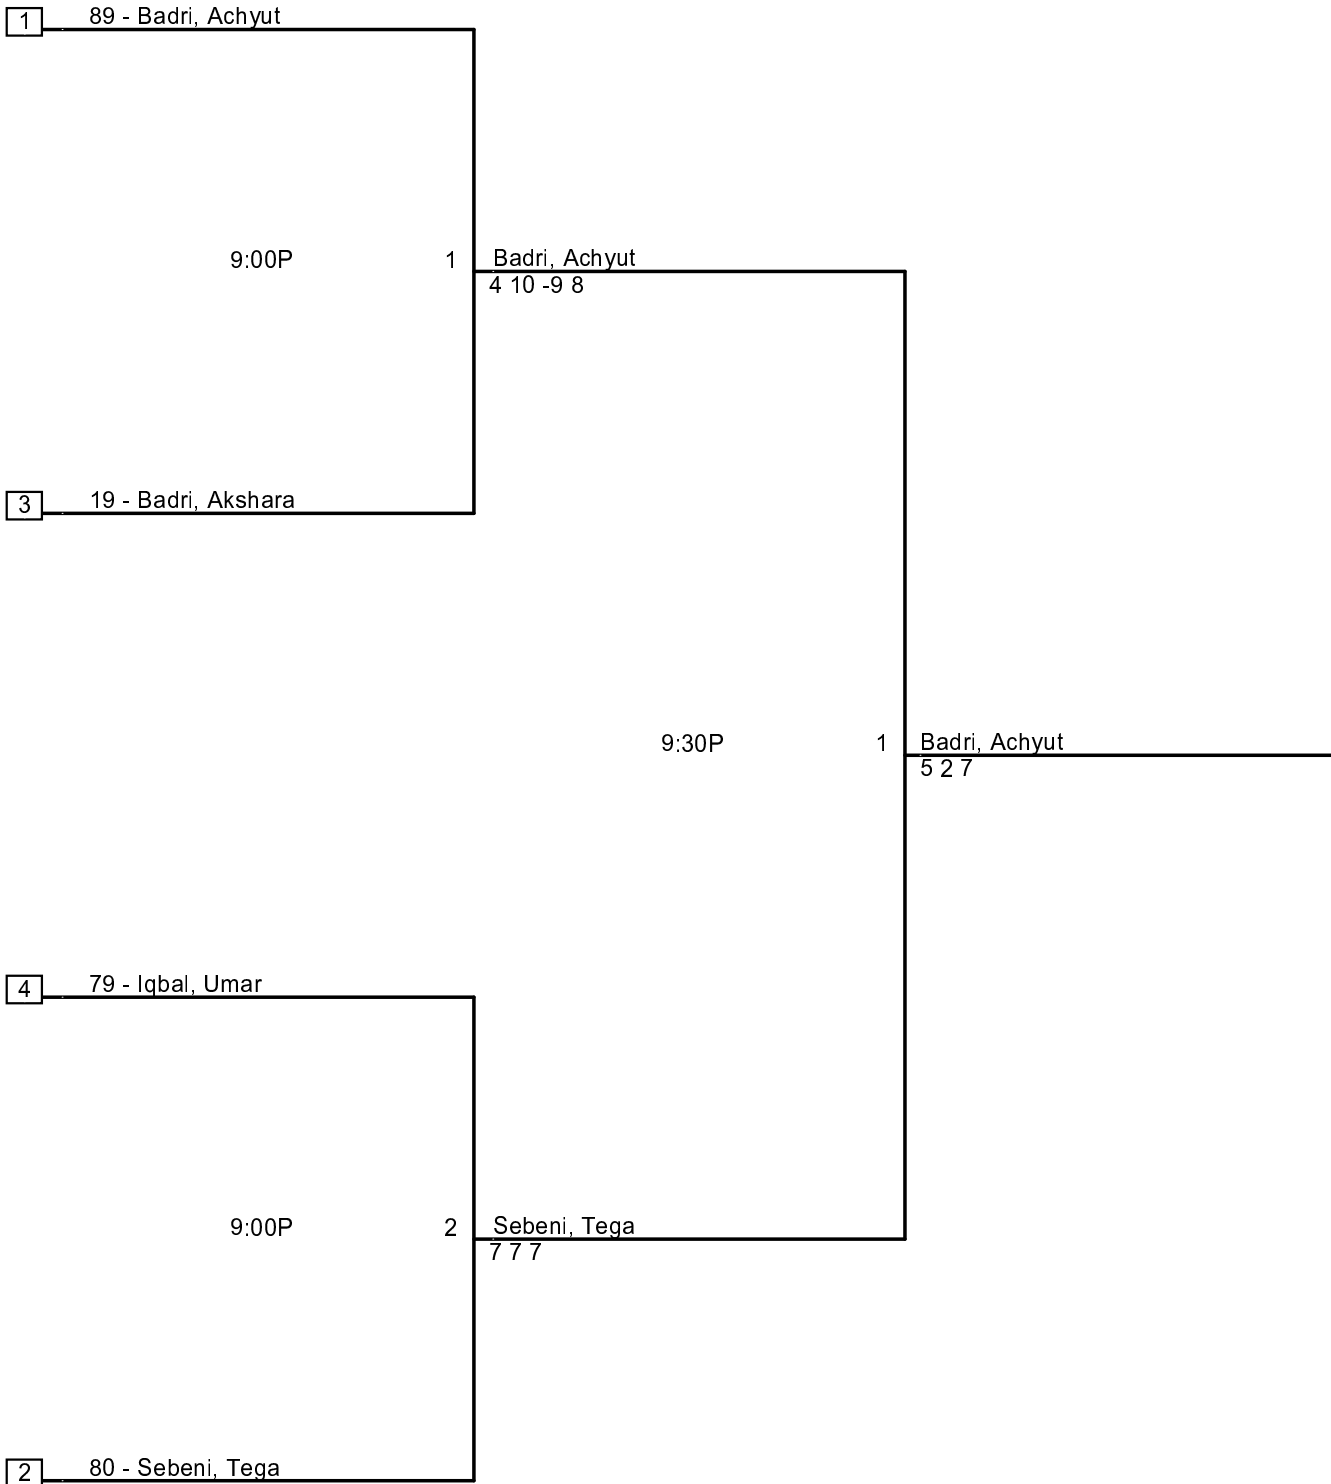 1 89 - Badri, Achyut
9:00P 1 Badri, Achyut
4 10 -9 8
3 19 - Badri, Akshara
9:30P 1 Badri, Achyut
5 2 7
4 79 - Iqbal, Umar
9:00P 2 Sebeni, Tega
7 7 7
2 80 - Sebeni, Tega